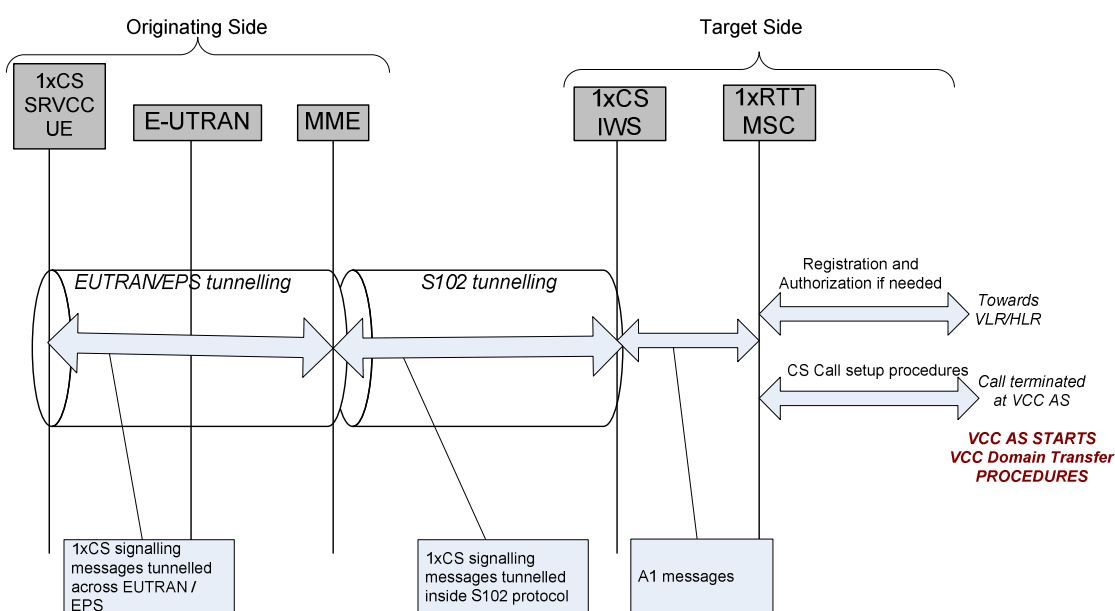 Originating Side
Target Side
1xCS
SRVCC
UE
E-UTRAN
MME
1xCS
IWS
1xRTT
MSC
EUTRAN/EPS tunnelling
S102 tunnelling
Registration and
Authorization if needed
Towards
VLR/HLR
CS Call setup procedures
Call terminated
at VCC AS
VCC AS STARTS
VCC Domain Transfer
PROCEDURES
1xCS signalling
messages tunnelled
across EUTRAN /
EPS
1xCS signalling
messages tunnelled
inside S102 protocol
A1 messages